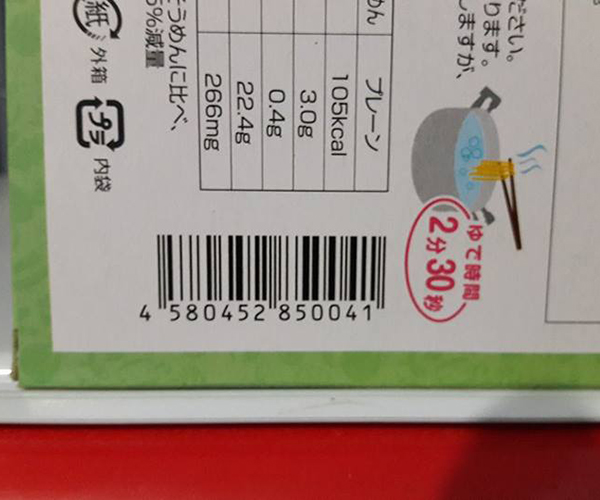 ださい。
ります。
しますが、
ゆで時間
2分30秒
めん
プレーン
105kcal
3.0g
0.4g
22.4g
266mg
そうめんに比べ、
5%減量
紙
外箱
プラ
内袋
4 580452 850041